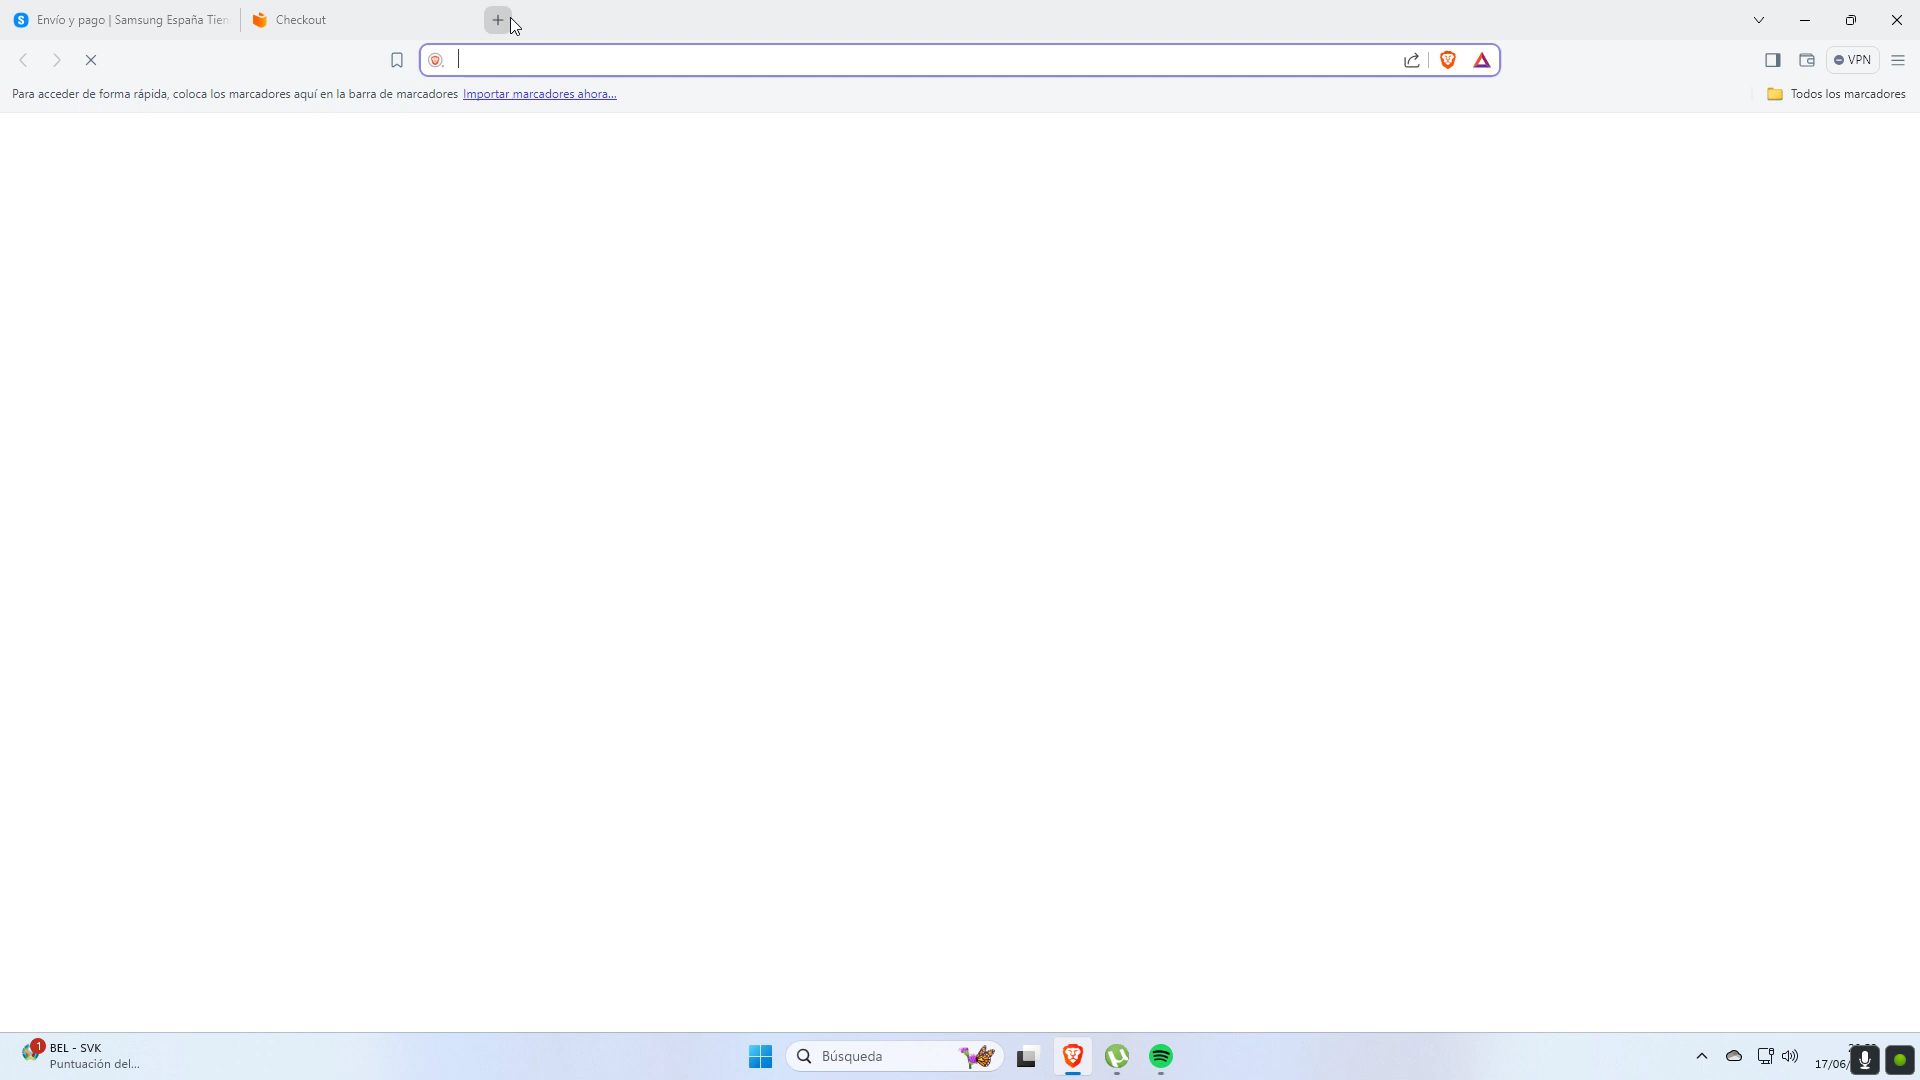 Envío y pago | Samsung España Tien
Checkout
VPN
Para acceder de forma rápida, coloca los marcadores aquí en la barra de marcadores Importar marcadores ahora...
Todos los marcadores
1
BEL - SVK
Puntuación del...
Búsqueda
17/06/